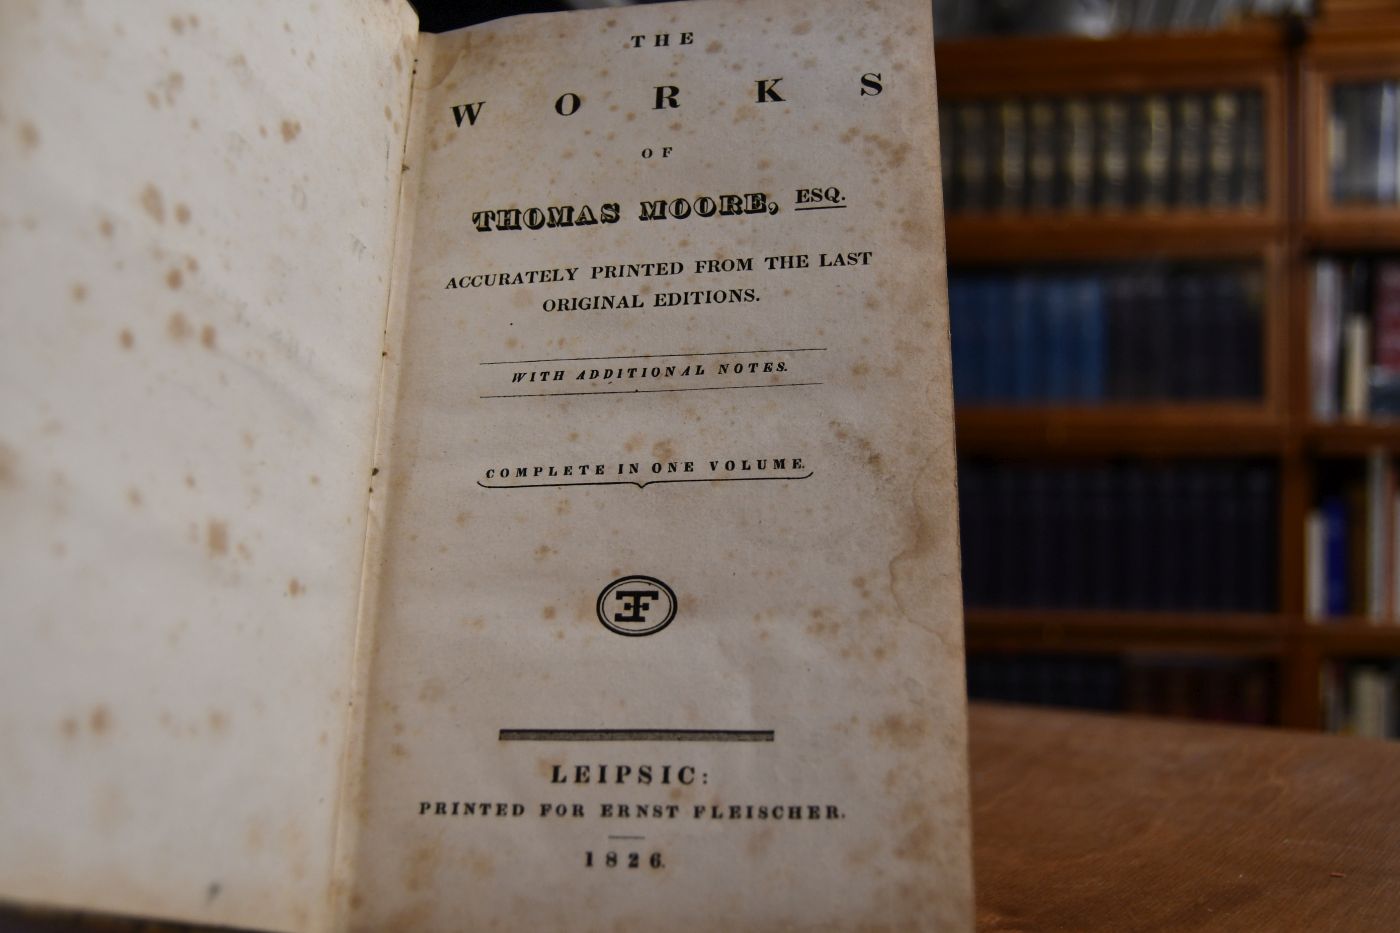 THE
WORKS
OF
THOMAS MOORE, ESQ.
ACCURATELY PRINTED FROM THE LAST
ORIGINAL EDITIONS.
WITH ADDITIONAL NOTES.
COMPLETE IN ONE VOLUME.
EF
LEIPSIC:
PRINTED FOR ERNST FLEISCHER.
1826.